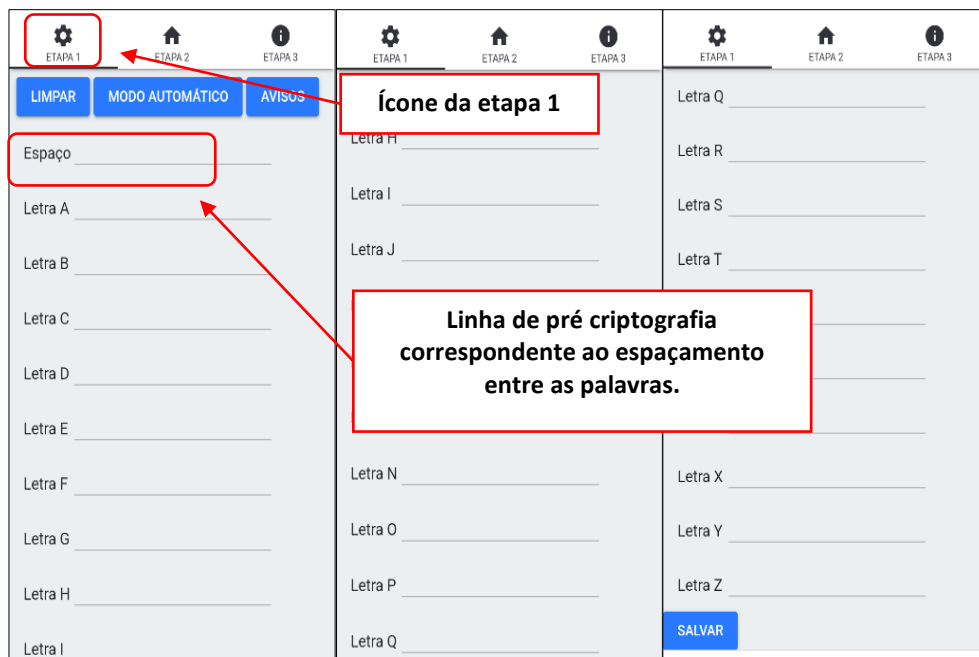 ETAPA 1
ETAPA 2
ETAPA 3
LIMPAR
MODO AUTOMÁTICO
AVISOS
Espaço
Letra A
Letra B
Letra C
Letra D
Letra E
Letra F
Letra G
Letra H
Letra I
ETAPA 1
ETAPA 2
ETAPA 3
Ícone da etapa 1
Letra H
Letra I
Letra J
Linha de pré criptografia
correspondente ao espaçamento
entre as palavras.
Letra N
Letra O
Letra P
Letra Q
ETAPA 1
ETAPA 2
ETAPA 3
Letra Q
Letra R
Letra S
Letra T
Letra X
Letra Y
Letra Z
SALVAR